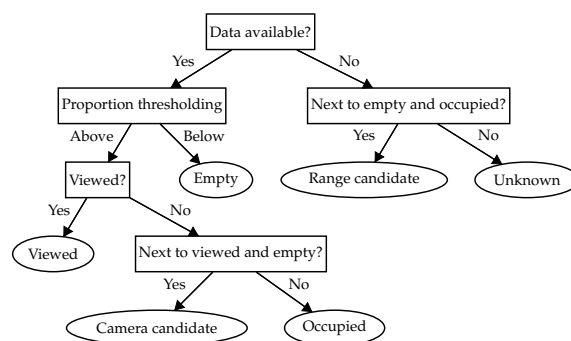 Data available?
Yes
No
Proportion thresholding
Next to empty and occupied?
Above
Below
Yes
No
Viewed?
Empty
Range candidate
Unknown
Yes
No
Viewed
Next to viewed and empty?
Yes
No
Camera candidate
Occupied